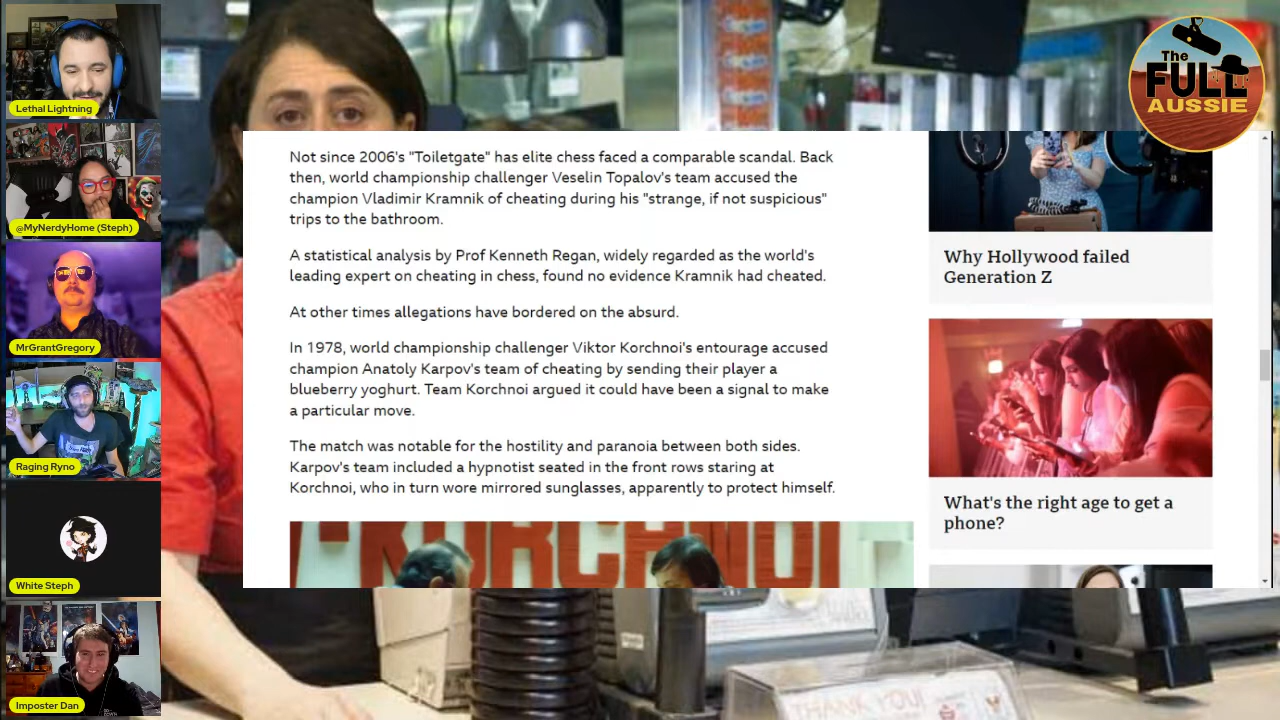 Lethal Lightning
@MyNerdyHome (Steph)
MrGrantGregory
Raging Ryno
White Steph
Imposter Dan
The
FULL
AUSSIE
Not since 2006's "Toiletgate" has elite chess faced a comparable scandal. Back
then, world championship challenger Veselin Topalov's team accused the
champion Vladimir Kramnik of cheating during his "strange, if not suspicious"
trips to the bathroom.
A statistical analysis by Prof Kenneth Regan, widely regarded as the world's
leading expert on cheating in chess, found no evidence Kramnik had cheated.
At other times allegations have bordered on the absurd.
In 1978, world championship challenger Viktor Korchnoi's entourage accused
champion Anatoly Karpov's team of cheating by sending their player a
blueberry yoghurt. Team Korchnoi argued it could have been a signal to make
a particular move.
The match was notable for the hostility and paranoia between both sides.
Karpov's team included a hypnotist seated in the front rows staring at
Korchnoi, who in turn wore mirrored sunglasses, apparently to protect himself.
KORCHNOI
Why Hollywood failed
Generation Z
What's the right age to get a
phone?